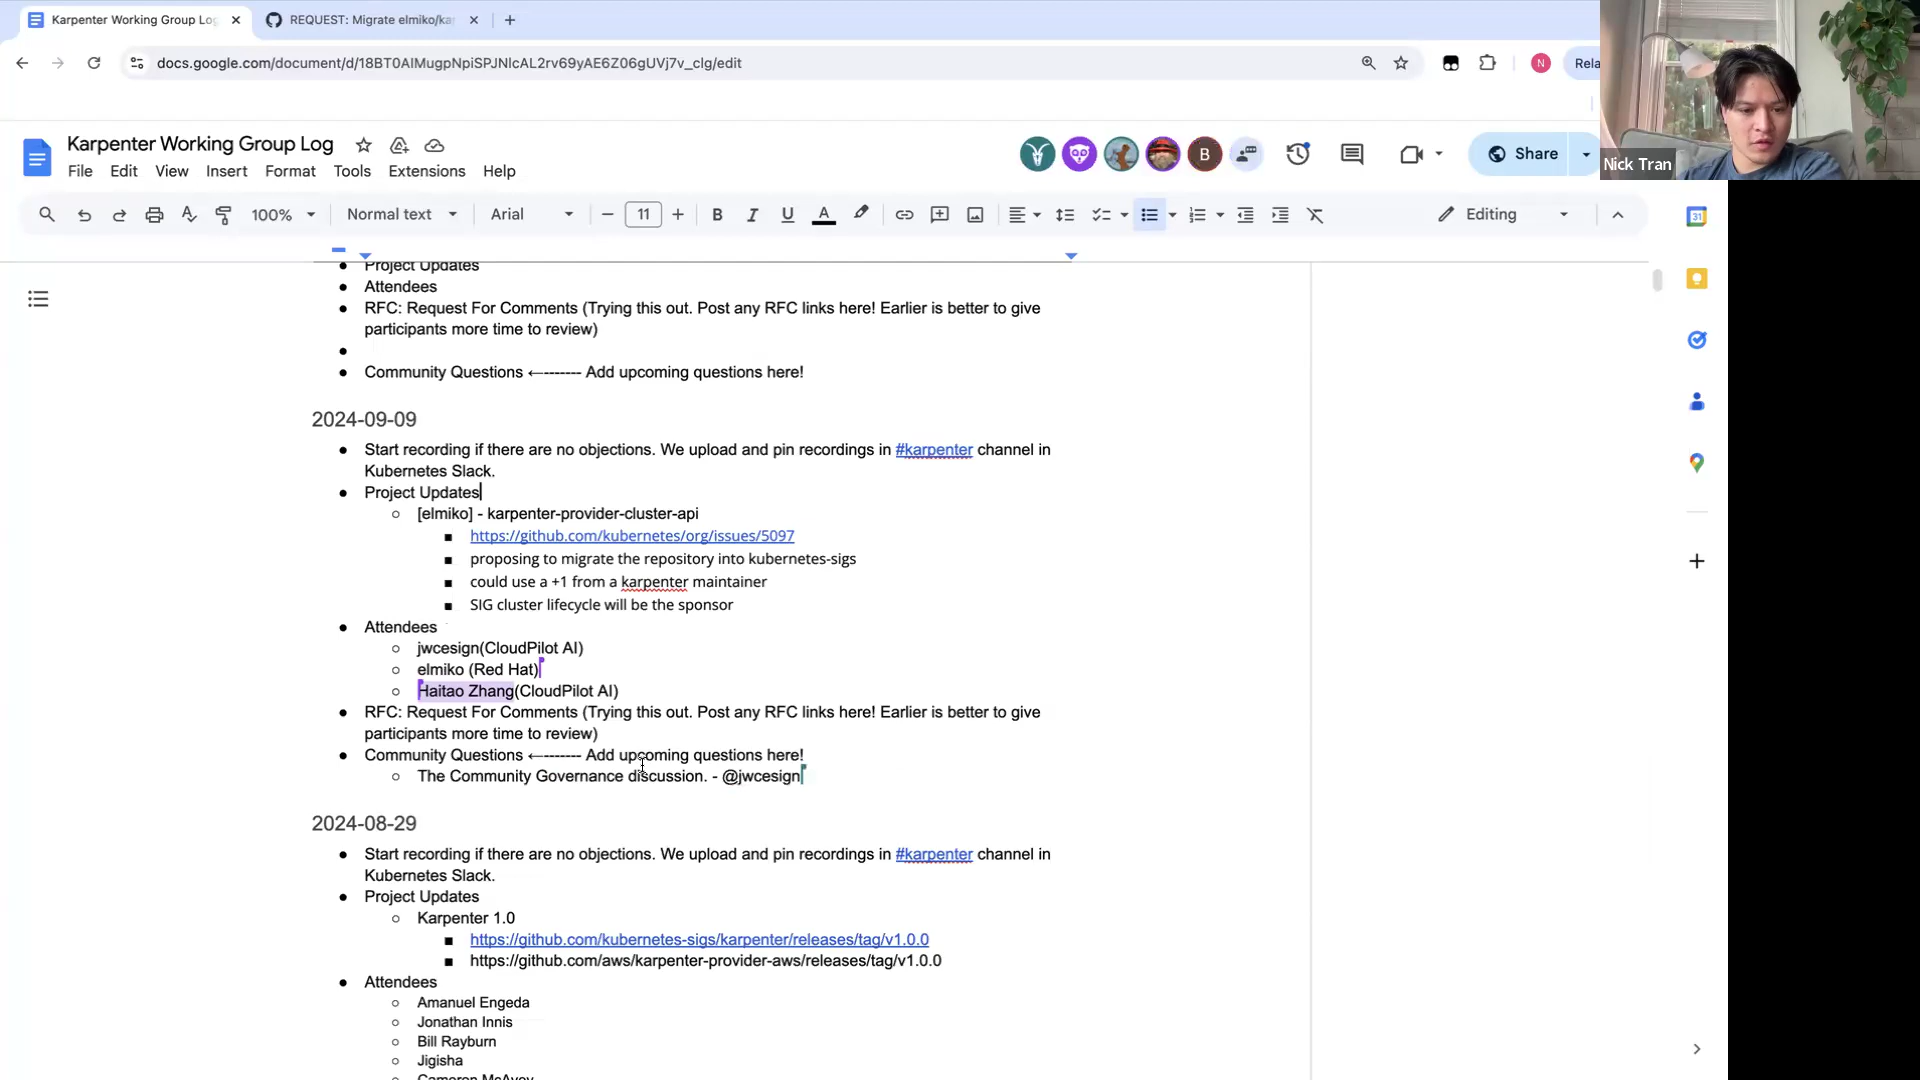 Karpenter Working Group Log
REQUEST: Migrate elmiko/ka
docs.google.com/document/d/18BT0AIMugpNpiSPJNlcAL2rv69yAE6Z06gUVj7v_clg/edit
N
Rela
Nick Tran
Karpenter Working Group Log
File Edit View Insert Format Tools Extensions Help
B
Share
100% Normal text Arial 11 B I U A Editing
31
Project Updates
Attendees
RFC: Request For Comments (Trying this out. Post any RFC links here! Earlier is better to give
participants more time to review)
Community Questions ←------- Add upcoming questions here!
2024-09-09
Start recording if there are no objections. We upload and pin recordings in #karpenter channel in
Kubernetes Slack.
Project Updates
[elmiko] - karpenter-provider-cluster-api
https://github.com/kubernetes/org/issues/5097
proposing to migrate the repository into kubernetes-sigs
could use a +1 from a karpenter maintainer
SIG cluster lifecycle will be the sponsor
Attendees
jwcesign(CloudPilot AI)
elmiko (Red Hat)
Haitao Zhang(CloudPilot AI)
RFC: Request For Comments (Trying this out. Post any RFC links here! Earlier is better to give
participants more time to review)
Community Questions ←------- Add upcoming questions here!
The Community Governance discussion. - @jwcesign
2024-08-29
Start recording if there are no objections. We upload and pin recordings in #karpenter channel in
Kubernetes Slack.
Project Updates
Karpenter 1.0
https://github.com/kubernetes-sigs/karpenter/releases/tag/v1.0.0
https://github.com/aws/karpenter-provider-aws/releases/tag/v1.0.0
Attendees
Amanuel Engeda
Jonathan Innis
Bill Rayburn
Jigisha
Cameron McAvoy